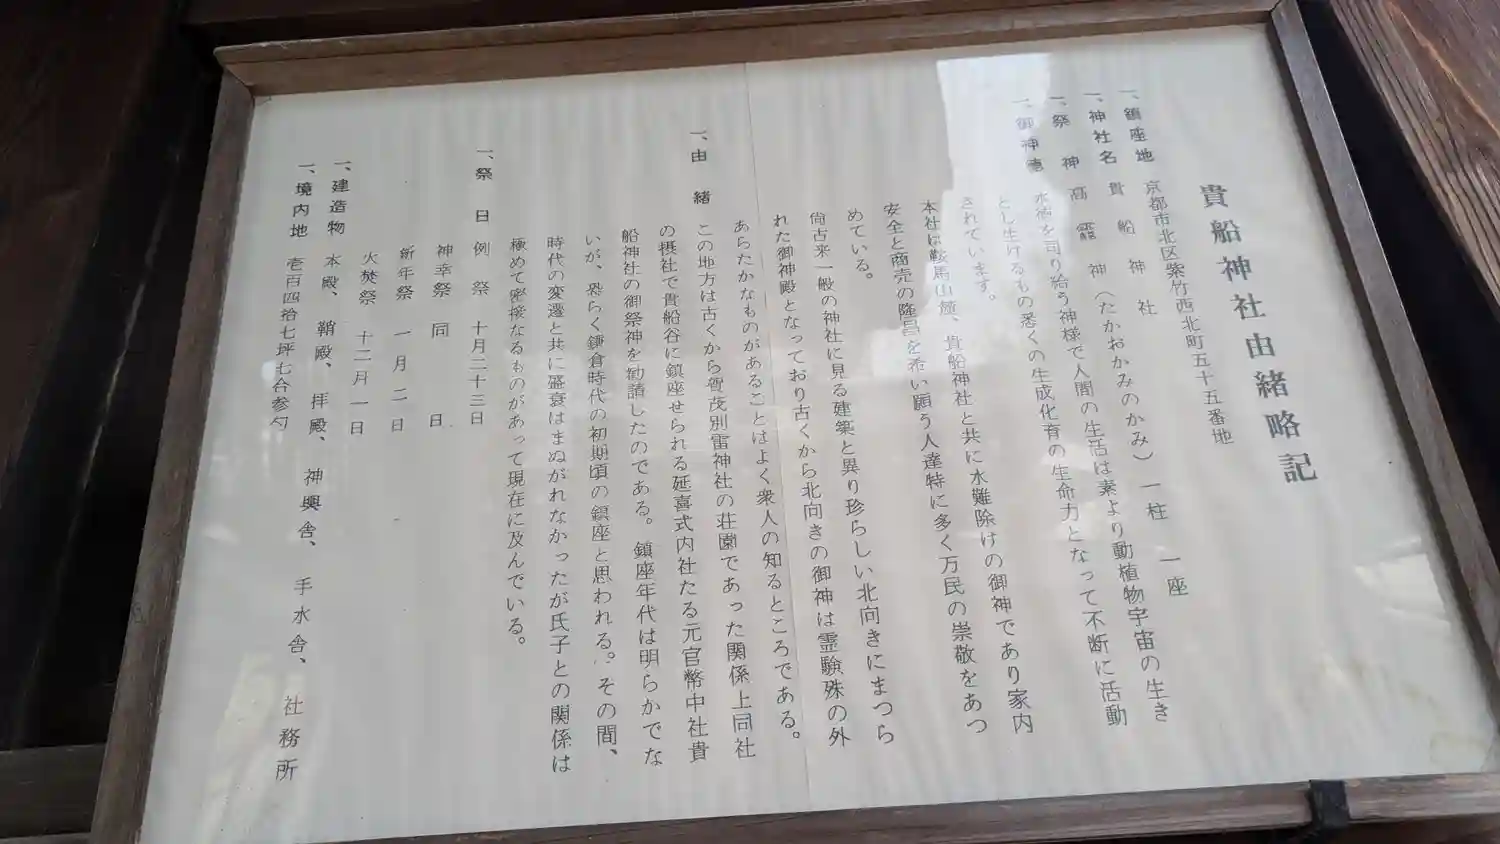 貴船神社由緒略記
一、鎮座地 京都市北区紫竹西北町五十五番地
一、神社名 貴船神社
一、祭神 高龗神(たかおかみのかみ)一柱 一座
一、御神徳 水徳を司り給う神様で人間の生活は素より動植物宇宙の生き
とし生けるもの悉くの生成化育の生命力となって不断に活動
されています。
本社は鞍馬山麓、貴船神社と共に水難除けの御神であり家内
安全と商売の隆昌を希い願う人達特に多く万民の崇敬をあつ
めている。
尚古来一般の神社に見る建築と異り珍らしい北向きにまつら
れた御神殿となっており古くから北向きの御神は霊験殊の外
あらたかなものがあることはよく衆人の知るところである。
一、由緒 この地方は古くから賀茂別雷神社の荘園であった関係上同社
の摂社で貴船谷に鎮座せられる延喜式内社たる元官幣中社貴
船神社の御祭神を勧請したのである。鎮座年代は明らかでな
いが、恐らく鎌倉時代の初期頃の鎮座と思われる。その間、
時代の変遷と共に盛衰はまぬがれなかったが氏子との関係は
極めて密接なるものがあって現在に及んでいる。
一、祭日 例祭 十月二十三日
神幸祭 同日
新年祭 一月二日
火焚祭 十二月一日
一、建造物 本殿、鞘殿、拝殿、神輿舎、手水舎、社務所
一、境内地 壱百四拾七坪七合参勺